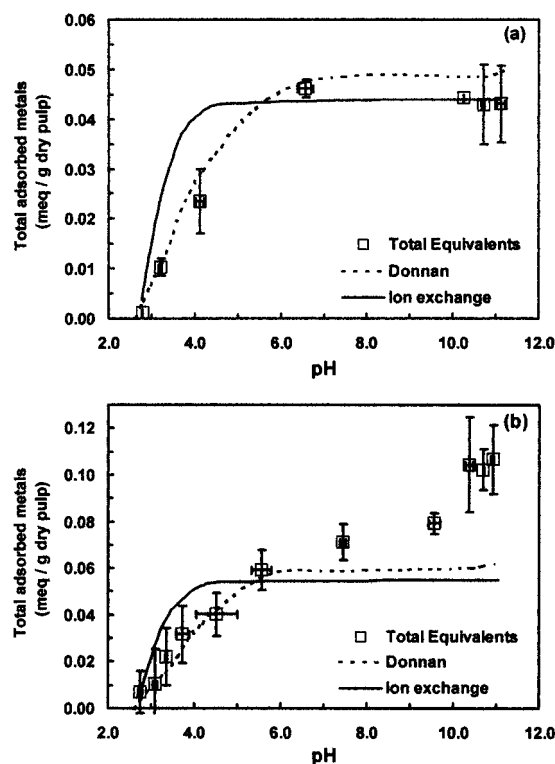 (a)
0.06
0.05
0.04
0.03
0.02
0.01
0.00
Total adsorbed metals
(meq / g dry pulp)
Total Equivalents
Donnan
Ion exchange
2.0 4.0 6.0 8.0 10.0 12.0
pH
(b)
0.12
0.10
0.08
0.06
0.04
0.02
0.00
Total adsorbed metals
(meq / g dry pulp)
Total Equivalents
Donnan
Ion exchange
2.0 4.0 6.0 8.0 10.0 12.0
pH